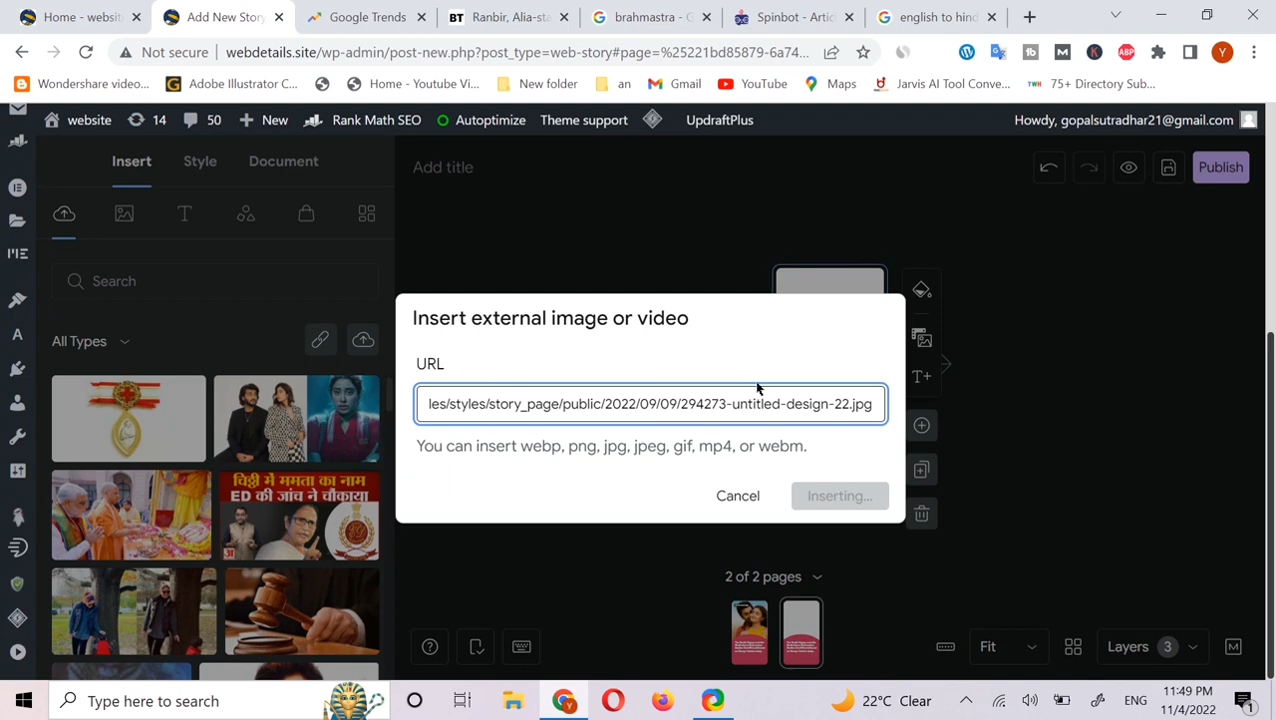 Home - websit
Add New Story
Google Trends
BT
Ranbir, Alia-sta
brahmastra - G
Spinbot - Artic
english to hind
Not secure
webdetails.site/wp-admin/post-new.php?post_type=web-story#page=%25221bd85879-6a74...
ABP
Y
Wondershare video...
Adobe Illustrator C...
Home - Youtube Vi...
New folder
an
Gmail
YouTube
Maps
Jarvis AI Tool Conve...
75+ Directory Sub...
website
14
50
New
Rank Math SEO
Autoptimize
Theme support
UpdraftPlus
Howdy, gopalsutradhar21@gmail.com
Insert
Style
Document
Add title
Publish
Search
All Types
Insert external image or video
URL
les/styles/story_page/public/2022/09/09/294273-untitled-design-22.jpg
You can insert webp, png, jpg, jpeg, gif, mp4, or webm.
Cancel
Inserting...
चिट्ठी में ममता का नाम
ED की जांच ने चौंकाया
2 of 2 pages
Fit
Layers
3
Type here to search
22°C Clear
ENG
11:49 PM
11/4/2022
1